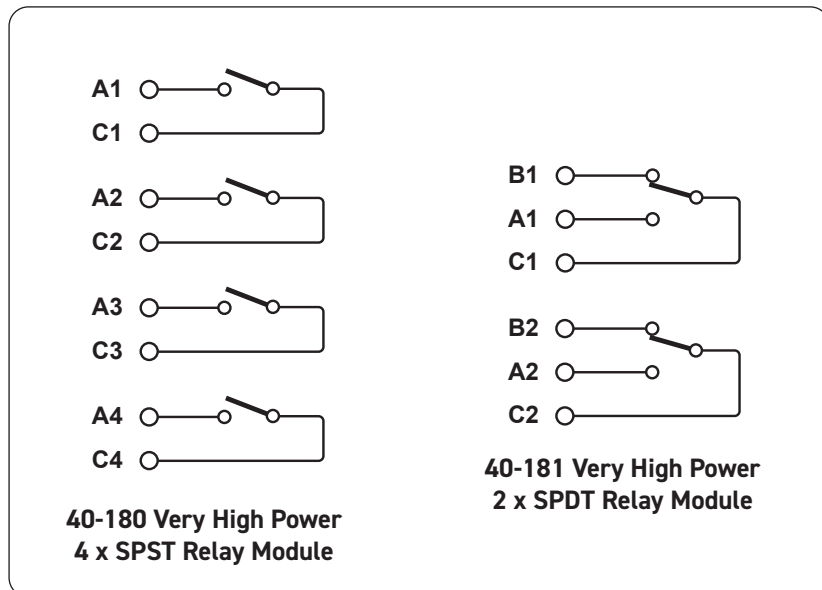 A1
C1
A2
C2
A3
C3
A4
C4
40-180 Very High Power
4 x SPST Relay Module
B1
A1
C1
B2
A2
C2
40-181 Very High Power
2 x SPDT Relay Module